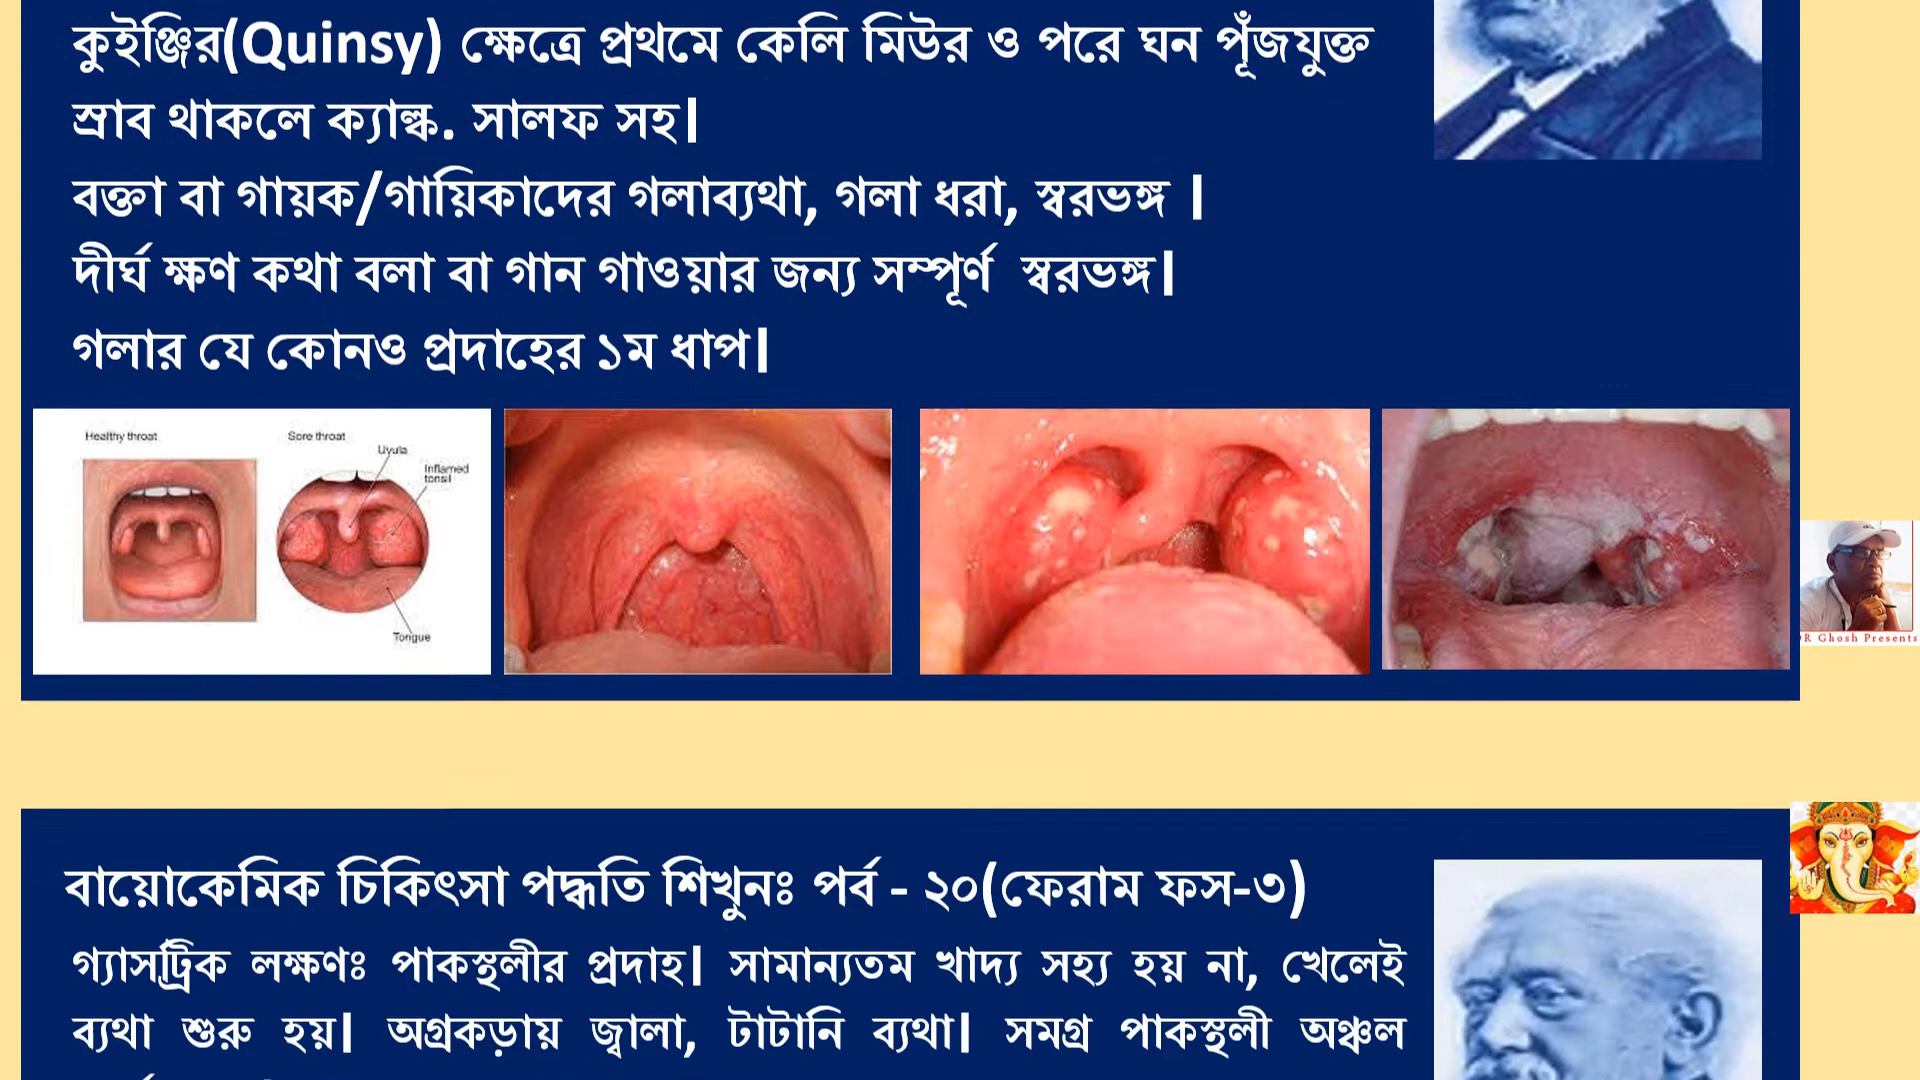 কুইঞ্জির(Quinsy) ক্ষেত্রে প্রথমে কেলি মিউর ও পরে ঘন পূঁজযুক্ত
স্রাব থাকলে ক্যাল্ক. সালফ সহ।
বক্তা বা গায়ক/গায়িকাদের গলাব্যথা, গলা ধরা, স্বরভঙ্গ ।
দীর্ঘ ক্ষণ কথা বলা বা গান গাওয়ার জন্য সম্পূর্ণ স্বরভঙ্গ।
গলার যে কোনও প্রদাহের ১ম ধাপ।
Healthy throat
Sore throat
Uvula
Inflamed
tonsil
Tongue
R Ghosh Presents
বায়োকেমিক চিকিৎসা পদ্ধতি শিখুনঃ পর্ব - ২০(ফেরাম ফস-৩)
গ্যাসট্রিক লক্ষণঃ পাকস্থলীর প্রদাহ। সামান্যতম খাদ্য সহ্য হয় না, খেলেই
ব্যথা শুরু হয়। অগ্রকড়ায় জ্বালা, টাটানি ব্যথা। সমগ্র পাকস্থলী অঞ্চল